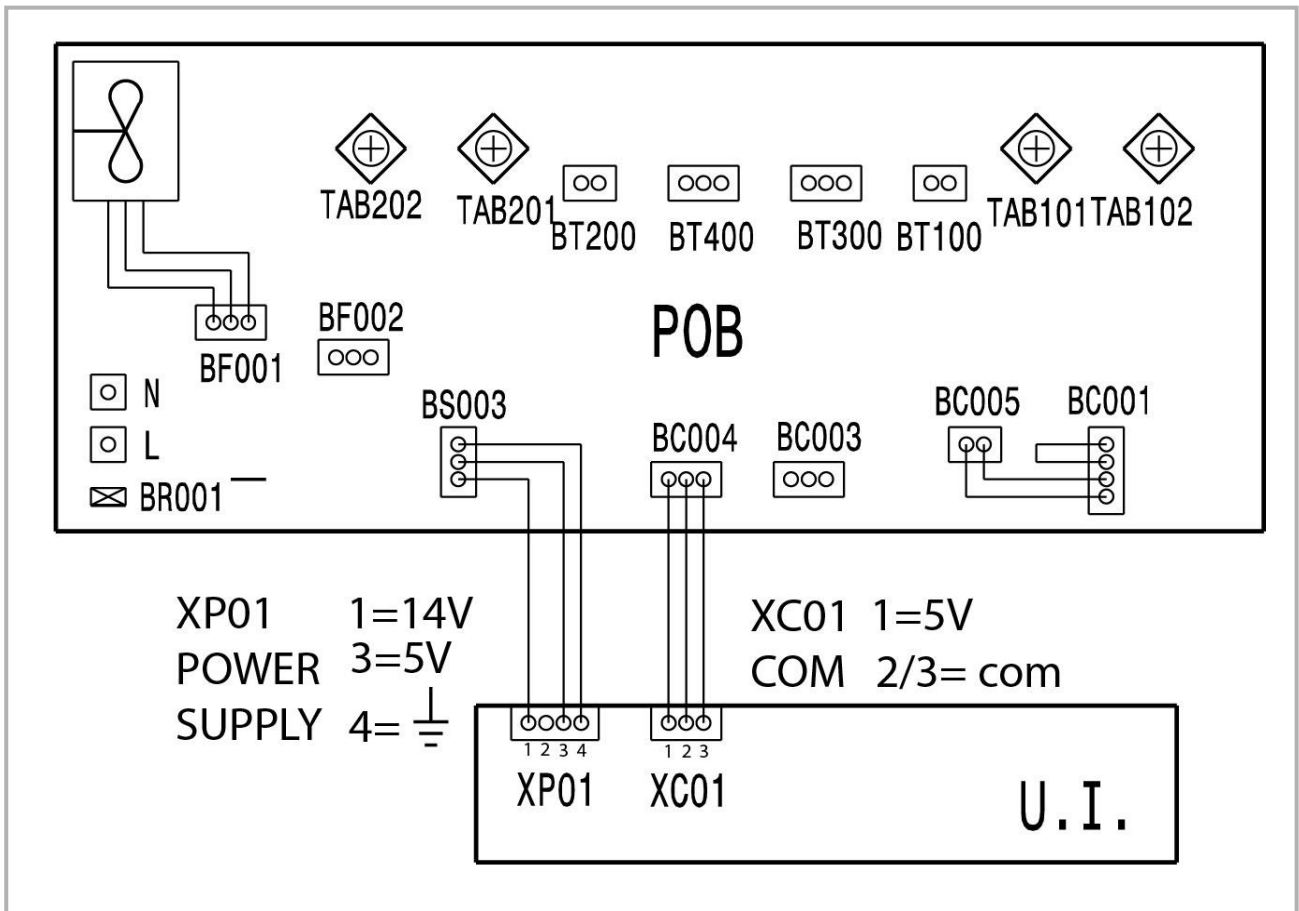 TAB202
TAB201
BT200
BT400
BT300
BT100
TAB101
TAB102
BF001
BF002
POB
N
L
BR001
BS003
BC004
BC003
BC005
BC001
XP01 1=14V
POWER 3=5V
SUPPLY 4=
XC01 1=5V
COM 2/3= com
1 2 3 4
XP01
1 2 3
XC01
U.I.